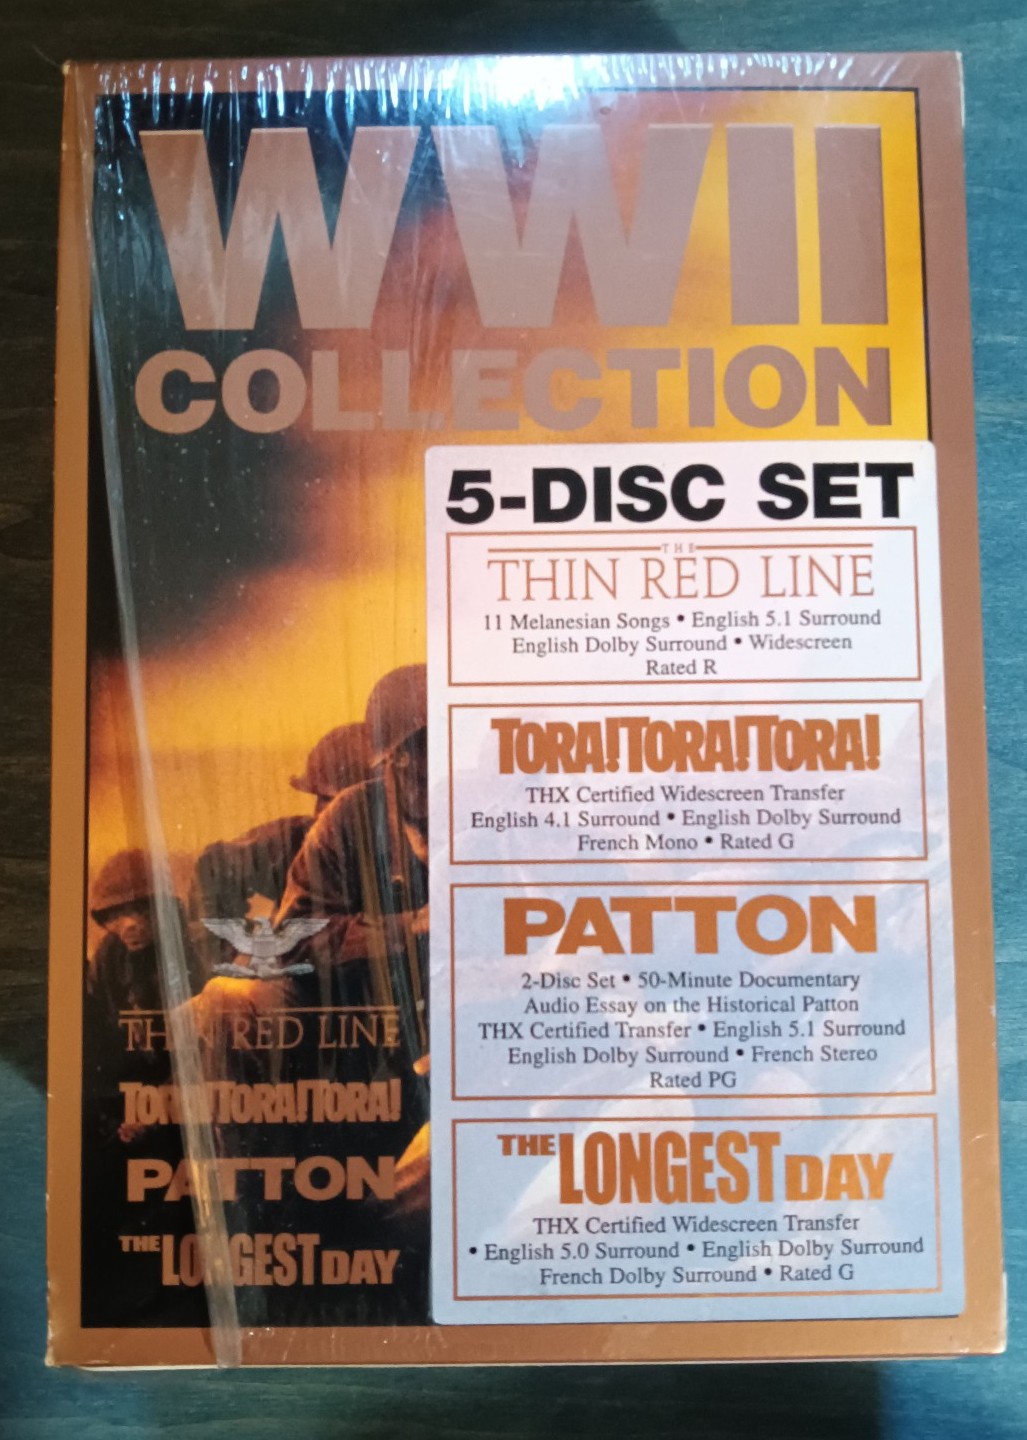 WWII
COLLECTION
5-DISC SET
THE
THIN RED LINE
11 Melanesian Songs • English 5.1 Surround
English Dolby Surround • Widescreen
Rated R
TORA!TORA!TORA!
THX Certified Widescreen Transfer
English 4.1 Surround • English Dolby Surround
French Mono • Rated G
PATTON
2-Disc Set • 50-Minute Documentary
Audio Essay on the Historical Patton
THX Certified Transfer • English 5.1 Surround
English Dolby Surround • French Stereo
Rated PG
THE LONGEST DAY
THX Certified Widescreen Transfer
• English 5.0 Surround • English Dolby Surround
French Dolby Surround • Rated G
THIN RED LINE
TORA!TORA!TORA!
PATTON
THE LONGEST DAY